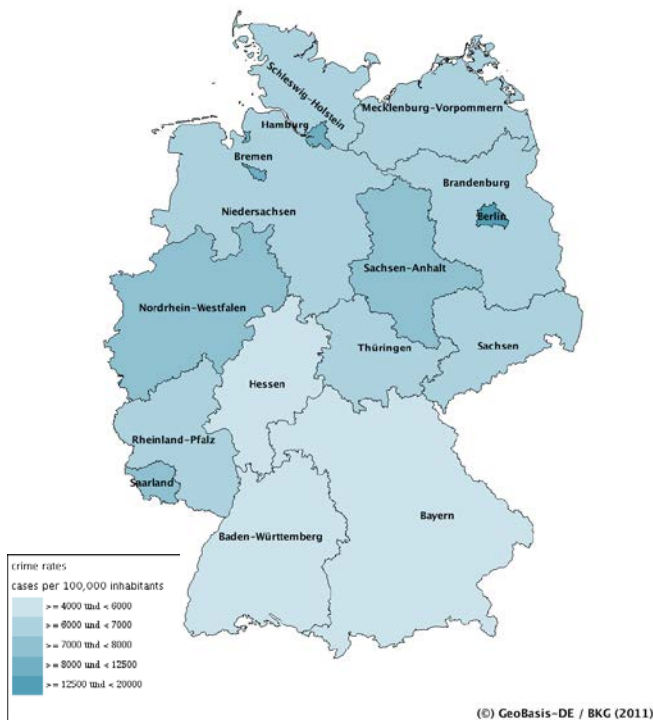 Schleswig-Holstein
Mecklenburg-Vorpommern
Hamburg
Bremen
Brandenburg
Niedersachsen
Berlin
Sachsen-Anhalt
Nordrhein-Westfalen
Thüringen
Sachsen
Hessen
Rheinland-Pfalz
Saarland
Bayern
Baden-Württemberg
crime rates
cases per 100,000 inhabitants
>= 4000 und < 6000
>= 6000 und < 7000
>= 7000 und < 8000
>= 8000 und < 12500
>= 12500 und < 20000
(©) GeoBasis-DE / BKG (2011)